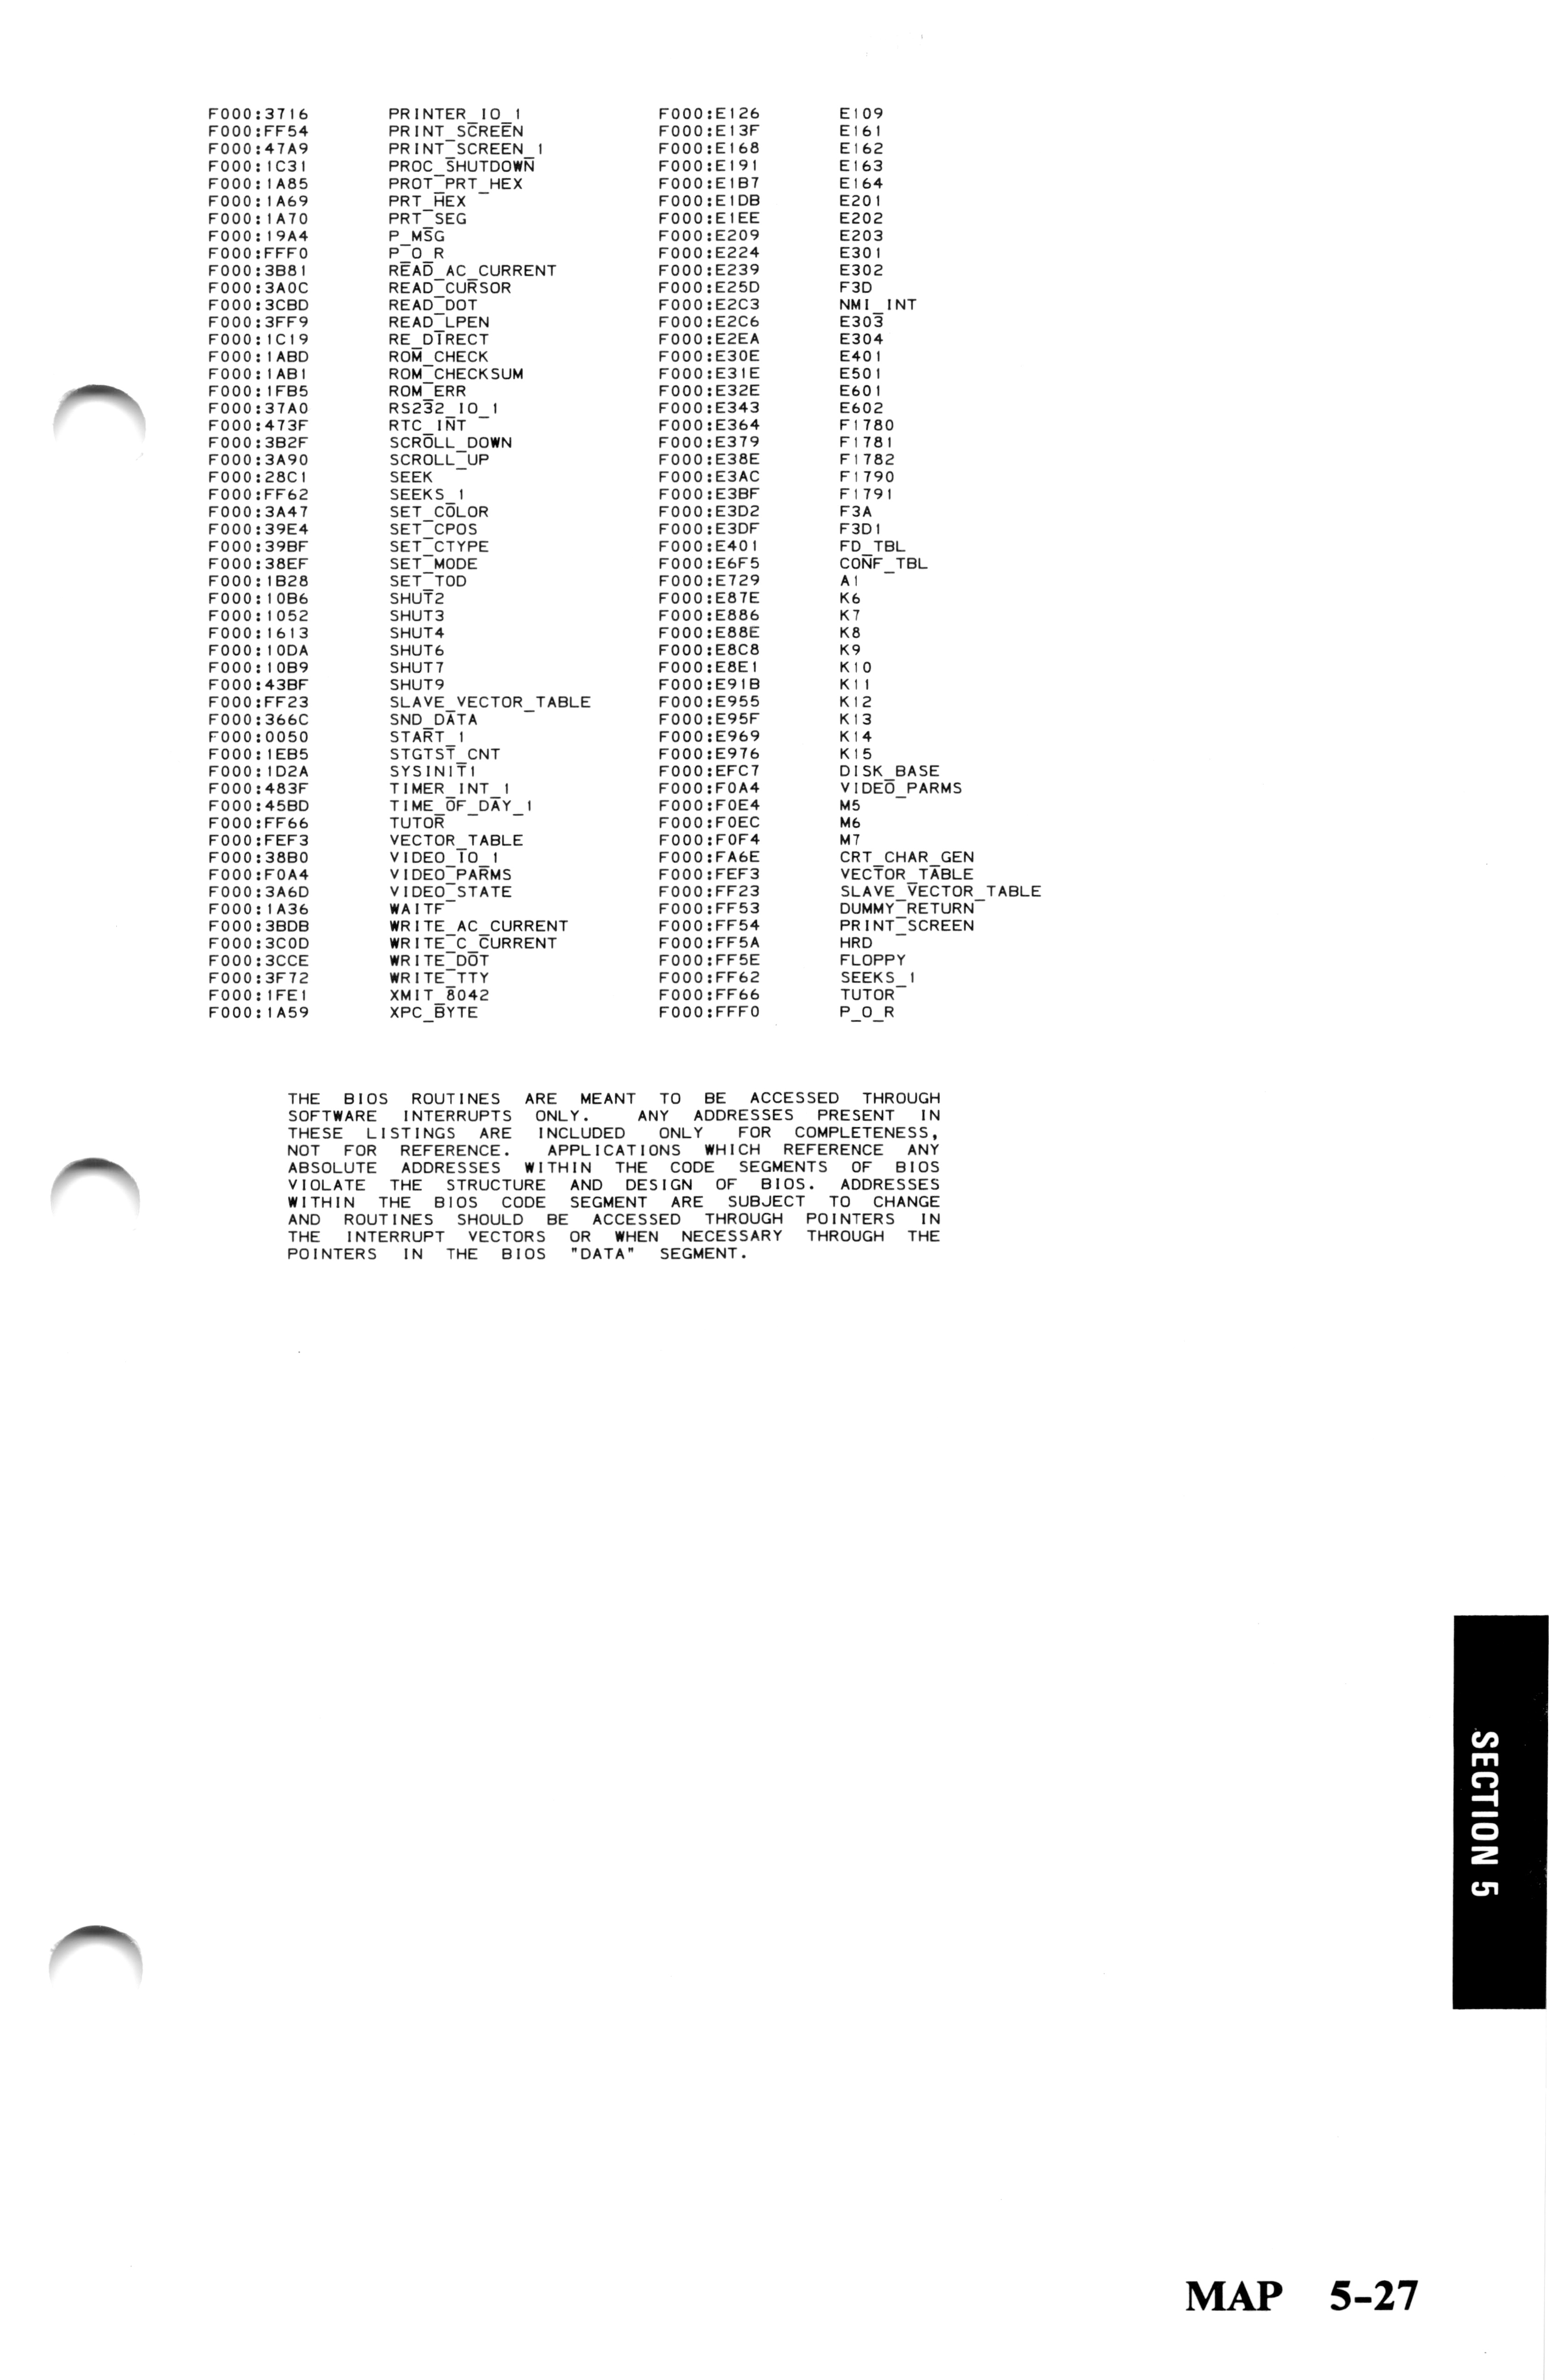 F000:3716 PRINTER_IO_1 F000:E126 E109
F000:FF54 PRINT_SCREEN F000:E13F E161
F000:47A9 PRINT_SCREEN_1 F000:E168 E162
F000:1C31 PROC_SHUTDOWN F000:E191 E163
F000:1A85 PROT_PRT_HEX F000:E1B7 E164
F000:1A69 PRT_HEX F000:E1DB E201
F000:1A70 PRT_SEG F000:E1EE E202
F000:19A4 P_MSG F000:E209 E203
F000:FFF0 P_O_R F000:E224 E301
F000:3B81 READ_AC_CURRENT F000:E239 E302
F000:3A0C READ_CURSOR F000:E25D F3D
F000:3CBD READ_DOT F000:E2C3 NMI_INT
F000:3FF9 READ_LPEN F000:E2C6 E303
F000:1C19 RE_DIRECT F000:E2EA E304
F000:1ABD ROM_CHECK F000:E30E E401
F000:1AB1 ROM_CHECKSUM F000:E31E E501
F000:1FB5 ROM_ERR F000:E32E E601
F000:37A0 RS232_IO_1 F000:E343 E602
F000:473F RTC_INT F000:E364 F1780
F000:3B2F SCROLL_DOWN F000:E379 F1781
F000:3A90 SCROLL_UP F000:E38E F1782
F000:28C1 SEEK F000:E3AC F1790
F000:FF62 SEEKS_1 F000:E3BF F1791
F000:3A47 SET_COLOR F000:E3D2 F3A
F000:39E4 SET_CPOS F000:E3DF F3D1
F000:39BF SET_CTYPE F000:E401 FD_TBL
F000:38EF SET_MODE F000:E6F5 CONF_TBL
F000:1B28 SET_TOD F000:E729 A1
F000:10B6 SHUT2 F000:E87E K6
F000:1052 SHUT3 F000:E886 K7
F000:1613 SHUT4 F000:E88E K8
F000:10DA SHUT6 F000:E8C8 K9
F000:10B9 SHUT7 F000:E8E1 K10
F000:43BF SHUT9 F000:E91B K11
F000:FF23 SLAVE_VECTOR_TABLE F000:E955 K12
F000:366C SND_DATA F000:E95F K13
F000:0050 START_1 F000:E969 K14
F000:1EB5 STGTST_CNT F000:E976 K15
F000:1D2A SYSINIT1 F000:EFC7 DISK_BASE
F000:483F TIMER_INT_1 F000:F0A4 VIDEO_PARMS
F000:45BD TIME_OF_DAY_1 F000:F0E4 M5
F000:FF66 TUTOR F000:F0EC M6
F000:FEF3 VECTOR_TABLE F000:F0F4 M7
F000:38B0 VIDEO_IO_1 F000:FA6E CRT_CHAR_GEN
F000:F0A4 VIDEO_PARMS F000:FEF3 VECTOR_TABLE
F000:3A6D VIDEO_STATE F000:FF23 SLAVE_VECTOR_TABLE
F000:1A36 WAITF F000:FF53 DUMMY_RETURN
F000:3BDB WRITE_AC_CURRENT F000:FF54 PRINT_SCREEN
F000:3C0D WRITE_C_CURRENT F000:FF5A HRD
F000:3CCE WRITE_DOT F000:FF5E FLOPPY
F000:3F72 WRITE_TTY F000:FF62 SEEKS_1
F000:1FE1 XMIT_8042 F000:FF66 TUTOR
F000:1A59 XPC_BYTE F000:FFF0 P_O_R
THE BIOS ROUTINES ARE MEANT TO BE ACCESSED THROUGH
SOFTWARE INTERRUPTS ONLY. ANY ADDRESSES PRESENT IN
THESE LISTINGS ARE INCLUDED ONLY FOR COMPLETENESS,
NOT FOR REFERENCE. APPLICATIONS WHICH REFERENCE ANY
ABSOLUTE ADDRESSES WITHIN THE CODE SEGMENTS OF BIOS
VIOLATE THE STRUCTURE AND DESIGN OF BIOS. ADDRESSES
WITHIN THE BIOS CODE SEGMENT ARE SUBJECT TO CHANGE
AND ROUTINES SHOULD BE ACCESSED THROUGH POINTERS IN
THE INTERRUPT VECTORS OR WHEN NECESSARY THROUGH THE
POINTERS IN THE BIOS "DATA" SEGMENT.
SECTION 5
MAP 5-27